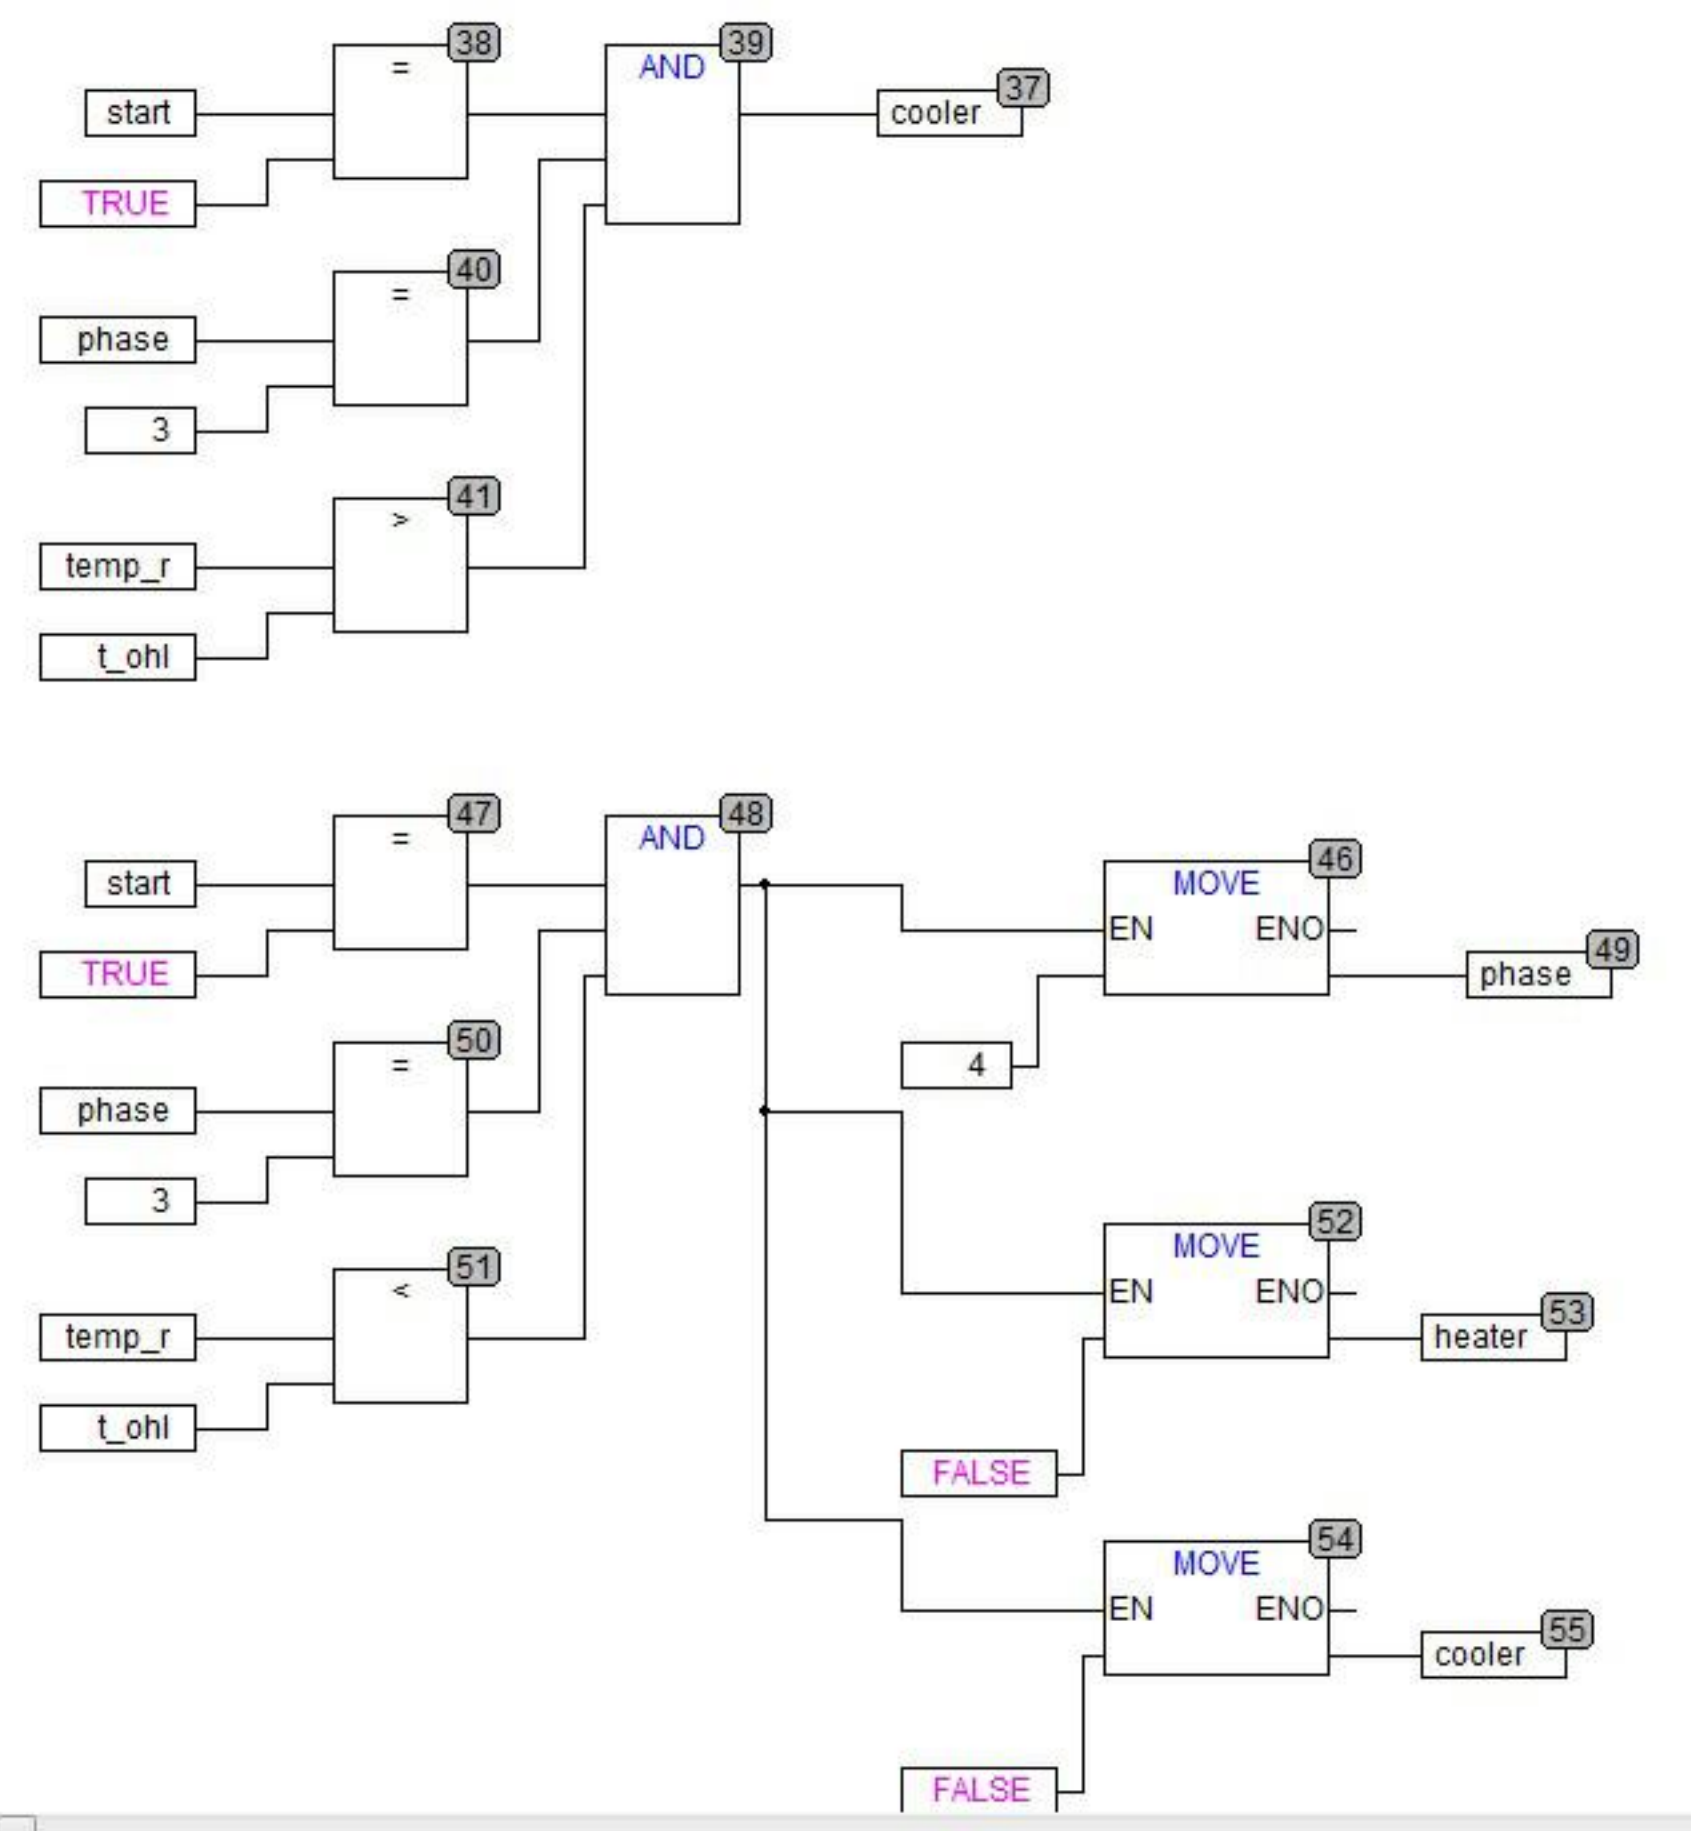 38
=
39
AND
start
37
cooler
TRUE
40
=
phase
3
41
>
temp_r
t_ohl
47
=
48
AND
start
46
MOVE
EN ENO
TRUE
49
phase
50
=
4
phase
3
52
MOVE
51
<
EN ENO
temp_r
53
heater
t_ohl
FALSE
54
MOVE
EN ENO
55
cooler
FALSE